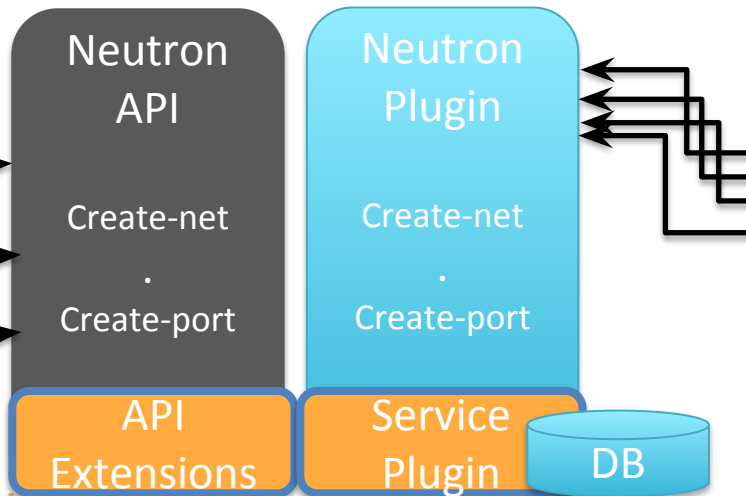 Neutron
API
Create-net
.
Create-port
API
Extensions
Neutron
Plugin
Create-net
.
Create-port
Service
Plugin
DB